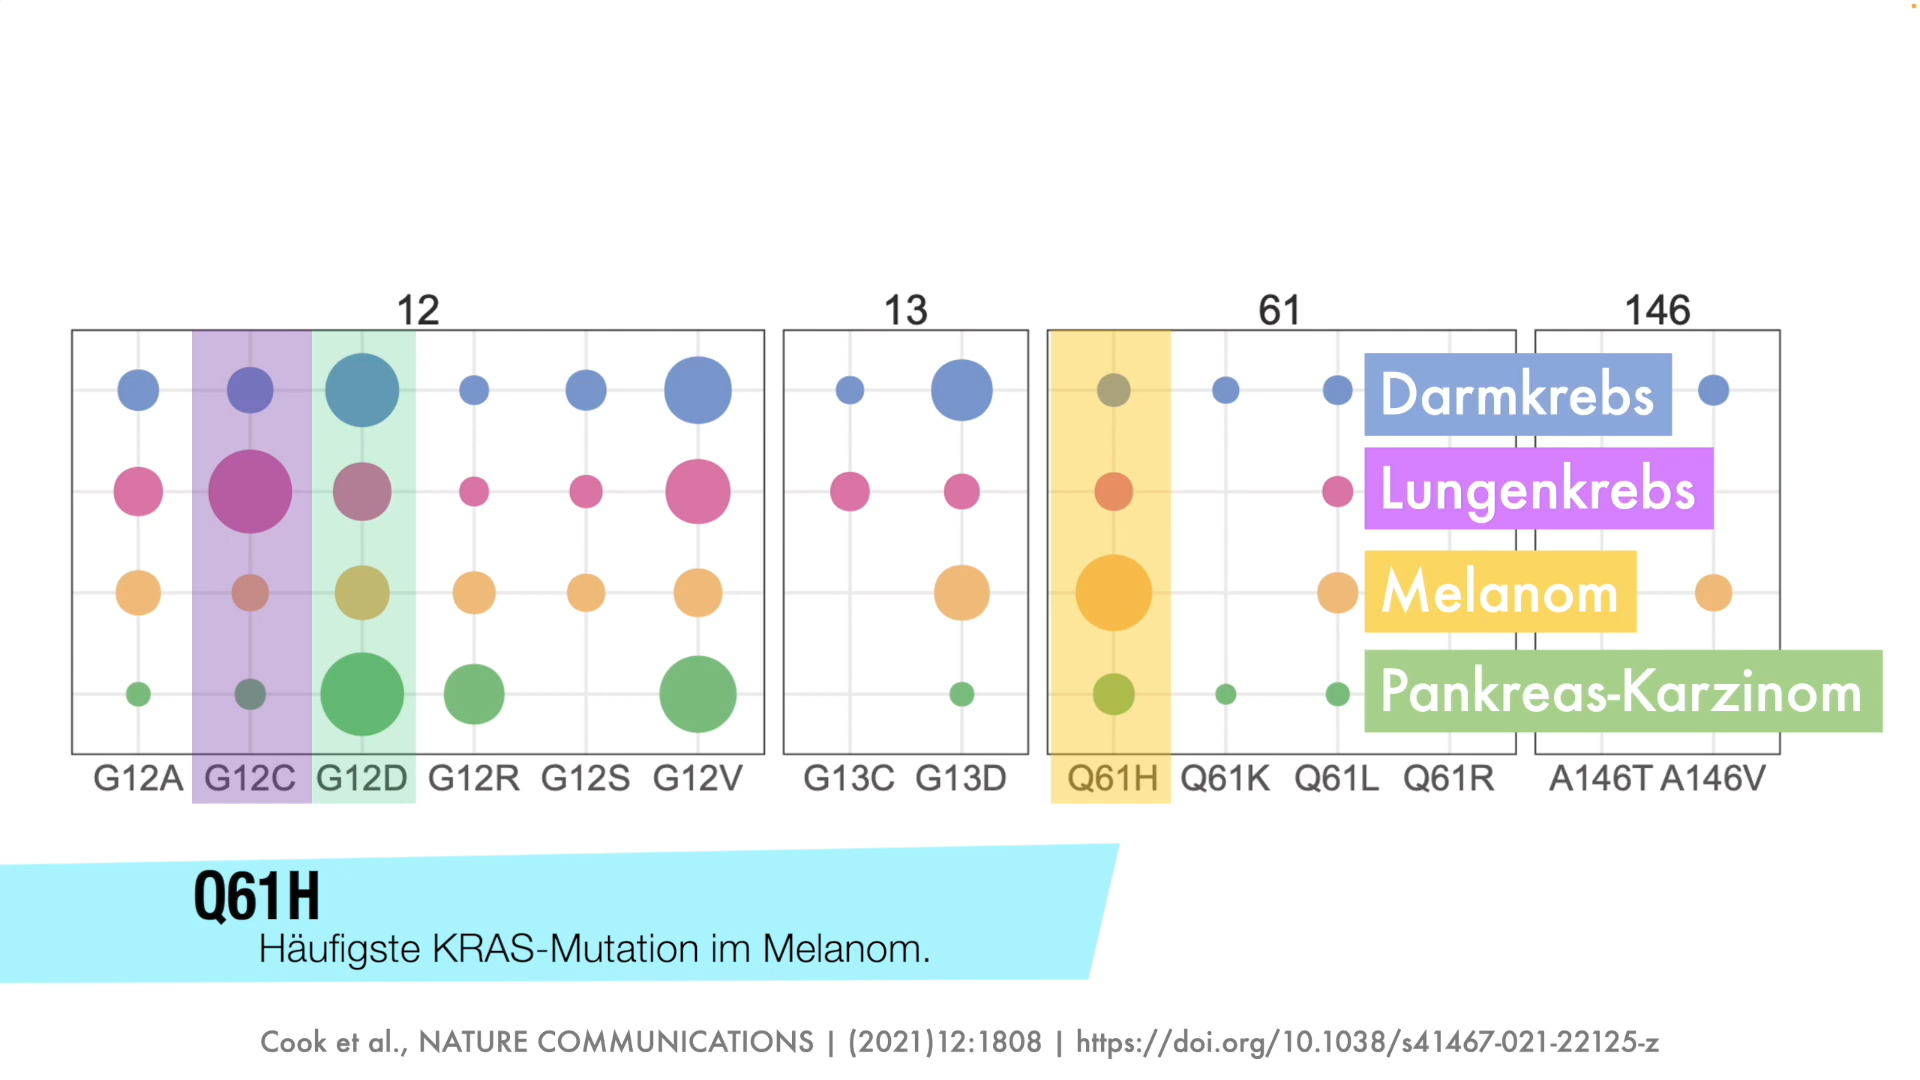 12 13 61 146
Darmkrebs
Lungenkrebs
Melanom
Pankreas-Karzinom
G12A G12C G12D G12R G12S G12V G13C G13D Q61H Q61K Q61L Q61R A146T A146V
Q61H
Häufigste KRAS-Mutation im Melanom.
Cook et al., NATURE COMMUNICATIONS | (2021)12:1808 | https://doi.org/10.1038/s41467-021-22125-z